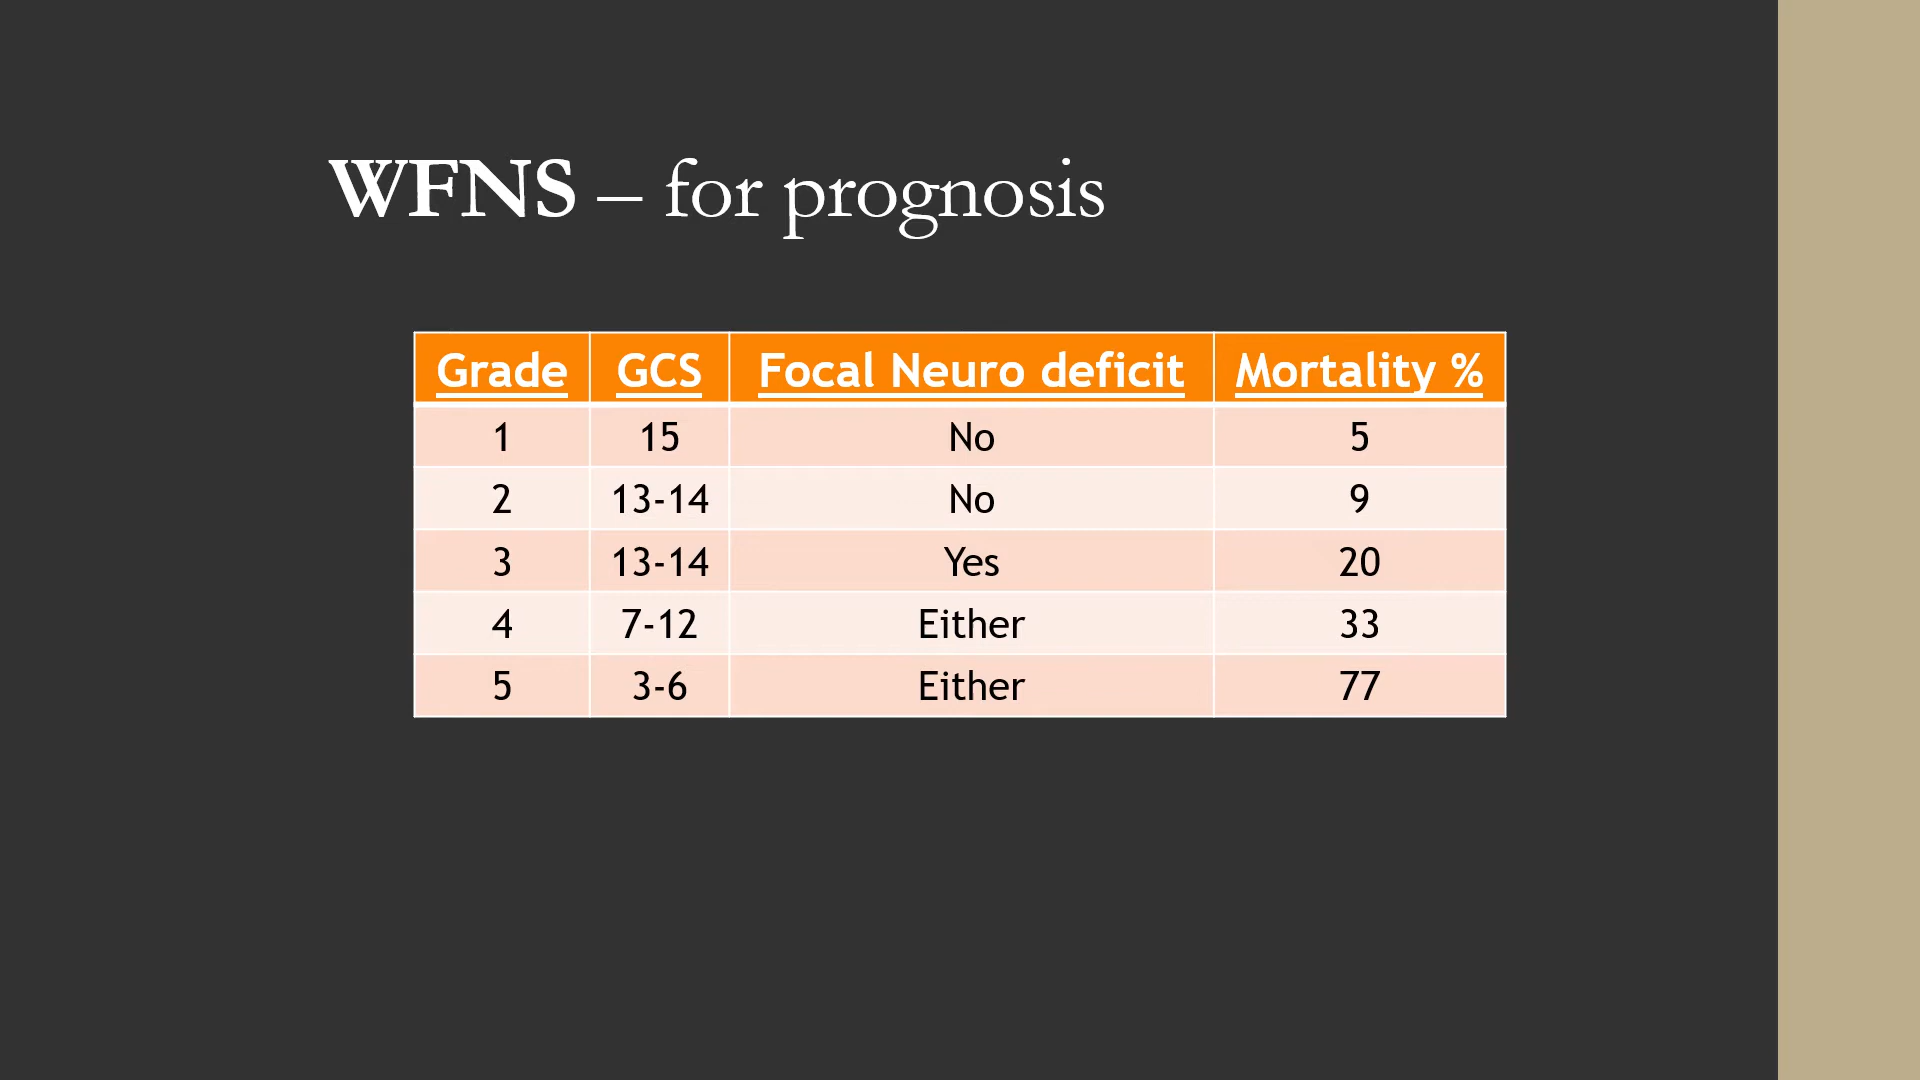 WFNS – for prognosis
Grade GCS Focal Neuro deficit Mortality %
1 15 No 5
2 13-14 No 9
3 13-14 Yes 20
4 7-12 Either 33
5 3-6 Either 77